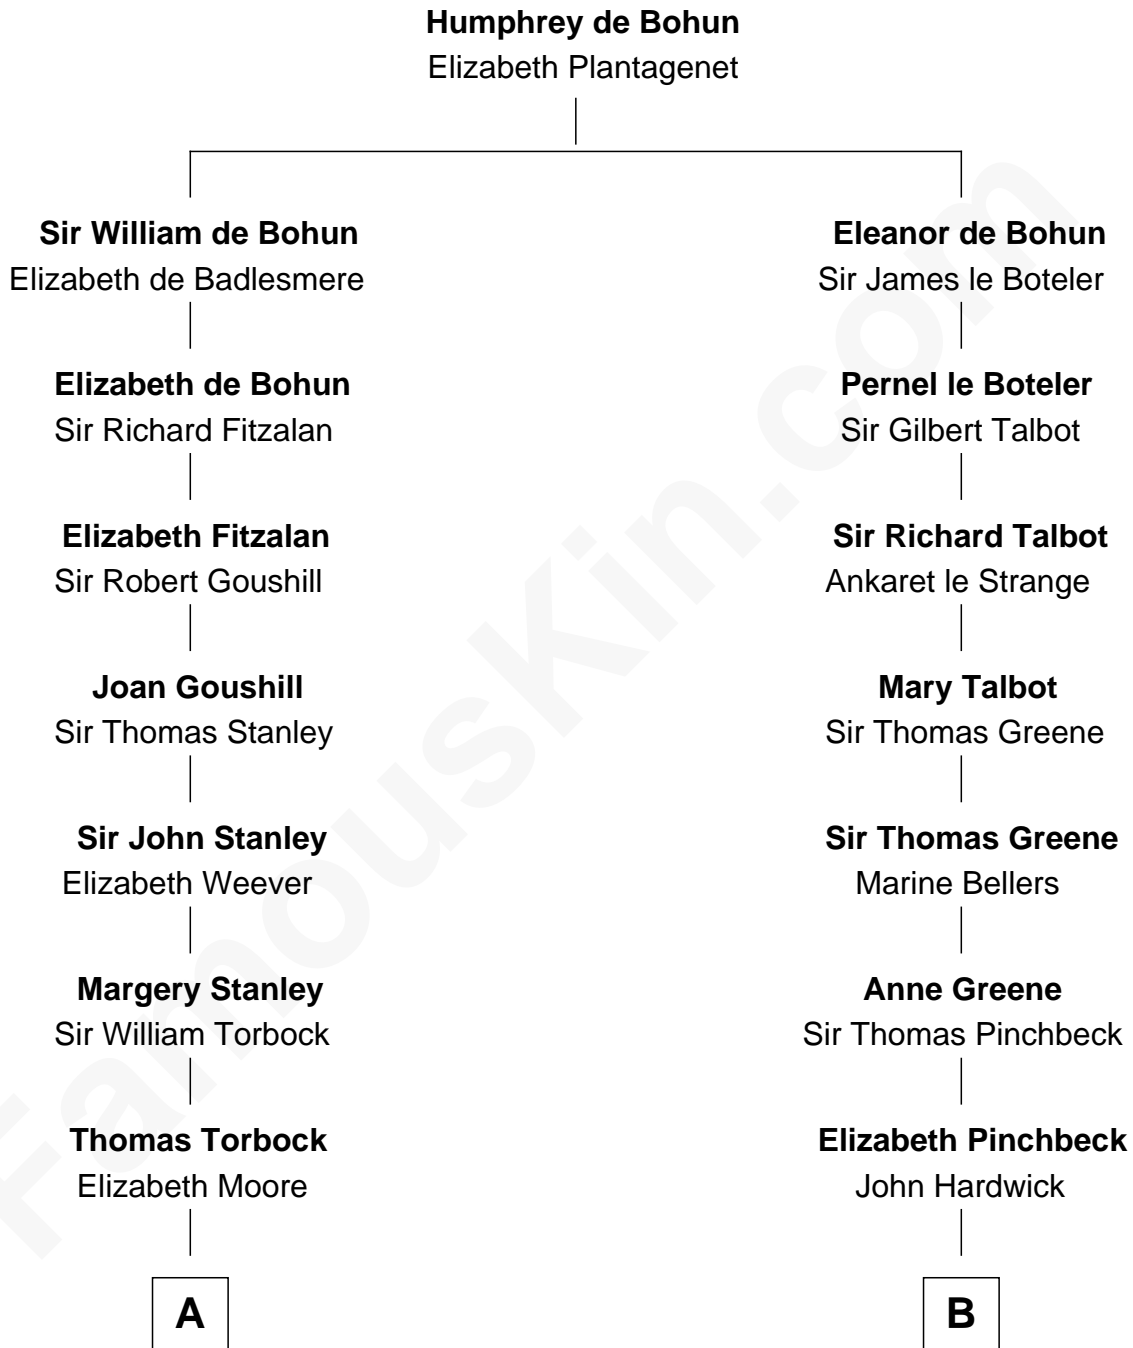 Humphrey de Bohun
Elizabeth Plantagenet
Sir William de Bohun
Elizabeth de Badlesmere
Eleanor de Bohun
Sir James le Boteler
Elizabeth de Bohun
Sir Richard Fitzalan
Pernel le Boteler
Sir Gilbert Talbot
Elizabeth Fitzalan
Sir Robert Goushill
Sir Richard Talbot
Ankaret le Strange
Joan Goushill
Sir Thomas Stanley
Mary Talbot
Sir Thomas Greene
Sir John Stanley
Elizabeth Weever
Sir Thomas Greene
Marine Bellers
Margery Stanley
Sir William Torbock
Anne Greene
Sir Thomas Pinchbeck
Thomas Torbock
Elizabeth Moore
Elizabeth Pinchbeck
John Hardwick
A
B
FamousKin.com